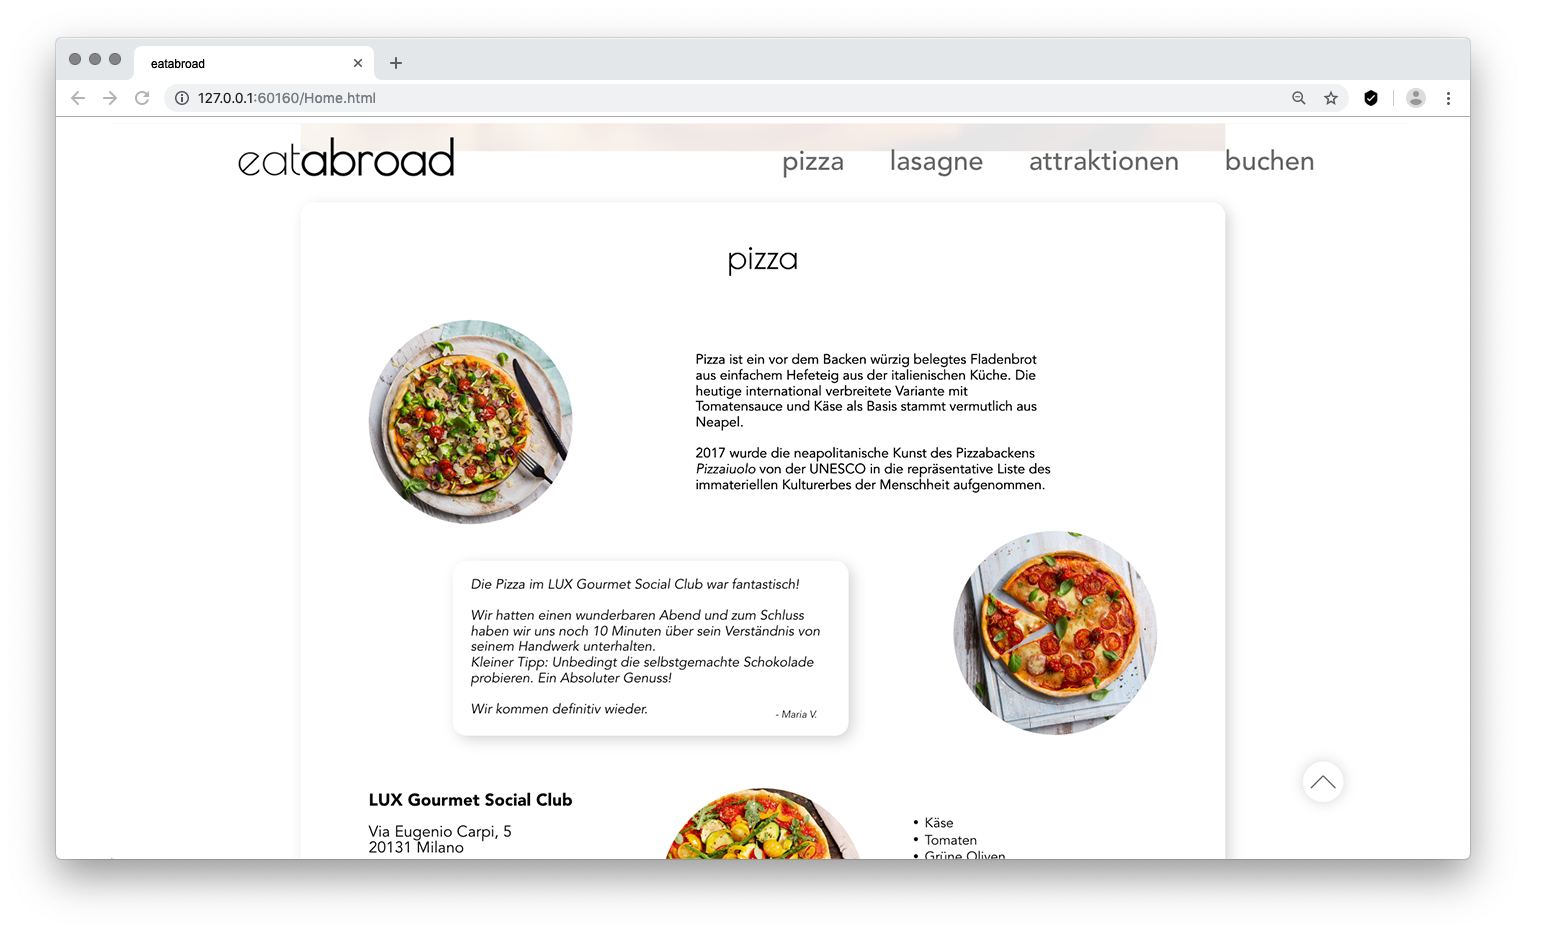 eatabroad
127.0.0.1:60160/Home.html
eatabroad
pizza lasagne attraktionen buchen
pizza
Pizza ist ein vor dem Backen würzig belegtes Fladenbrot
aus einfachem Hefeteig aus der italienischen Küche. Die
heutige international verbreitete Variante mit
Tomatensauce und Käse als Basis stammt vermutlich aus
Neapel.
2017 wurde die neapolitanische Kunst des Pizzabackens
Pizzaiuolo von der UNESCO in die repräsentative Liste des
immateriellen Kulturerbes der Menschheit aufgenommen.
Die Pizza im LUX Gourmet Social Club war fantastisch!
Wir hatten einen wunderbaren Abend und zum Schluss
haben wir uns noch 10 Minuten über sein Verständnis von
seinem Handwerk unterhalten.
Kleiner Tipp: Unbedingt die selbstgemachte Schokolade
probieren. Ein Absoluter Genuss!
Wir kommen definitiv wieder.
- Maria V.
LUX Gourmet Social Club
Via Eugenio Carpi, 5
20131 Milano
• Käse
• Tomaten
• Grüne Oliven